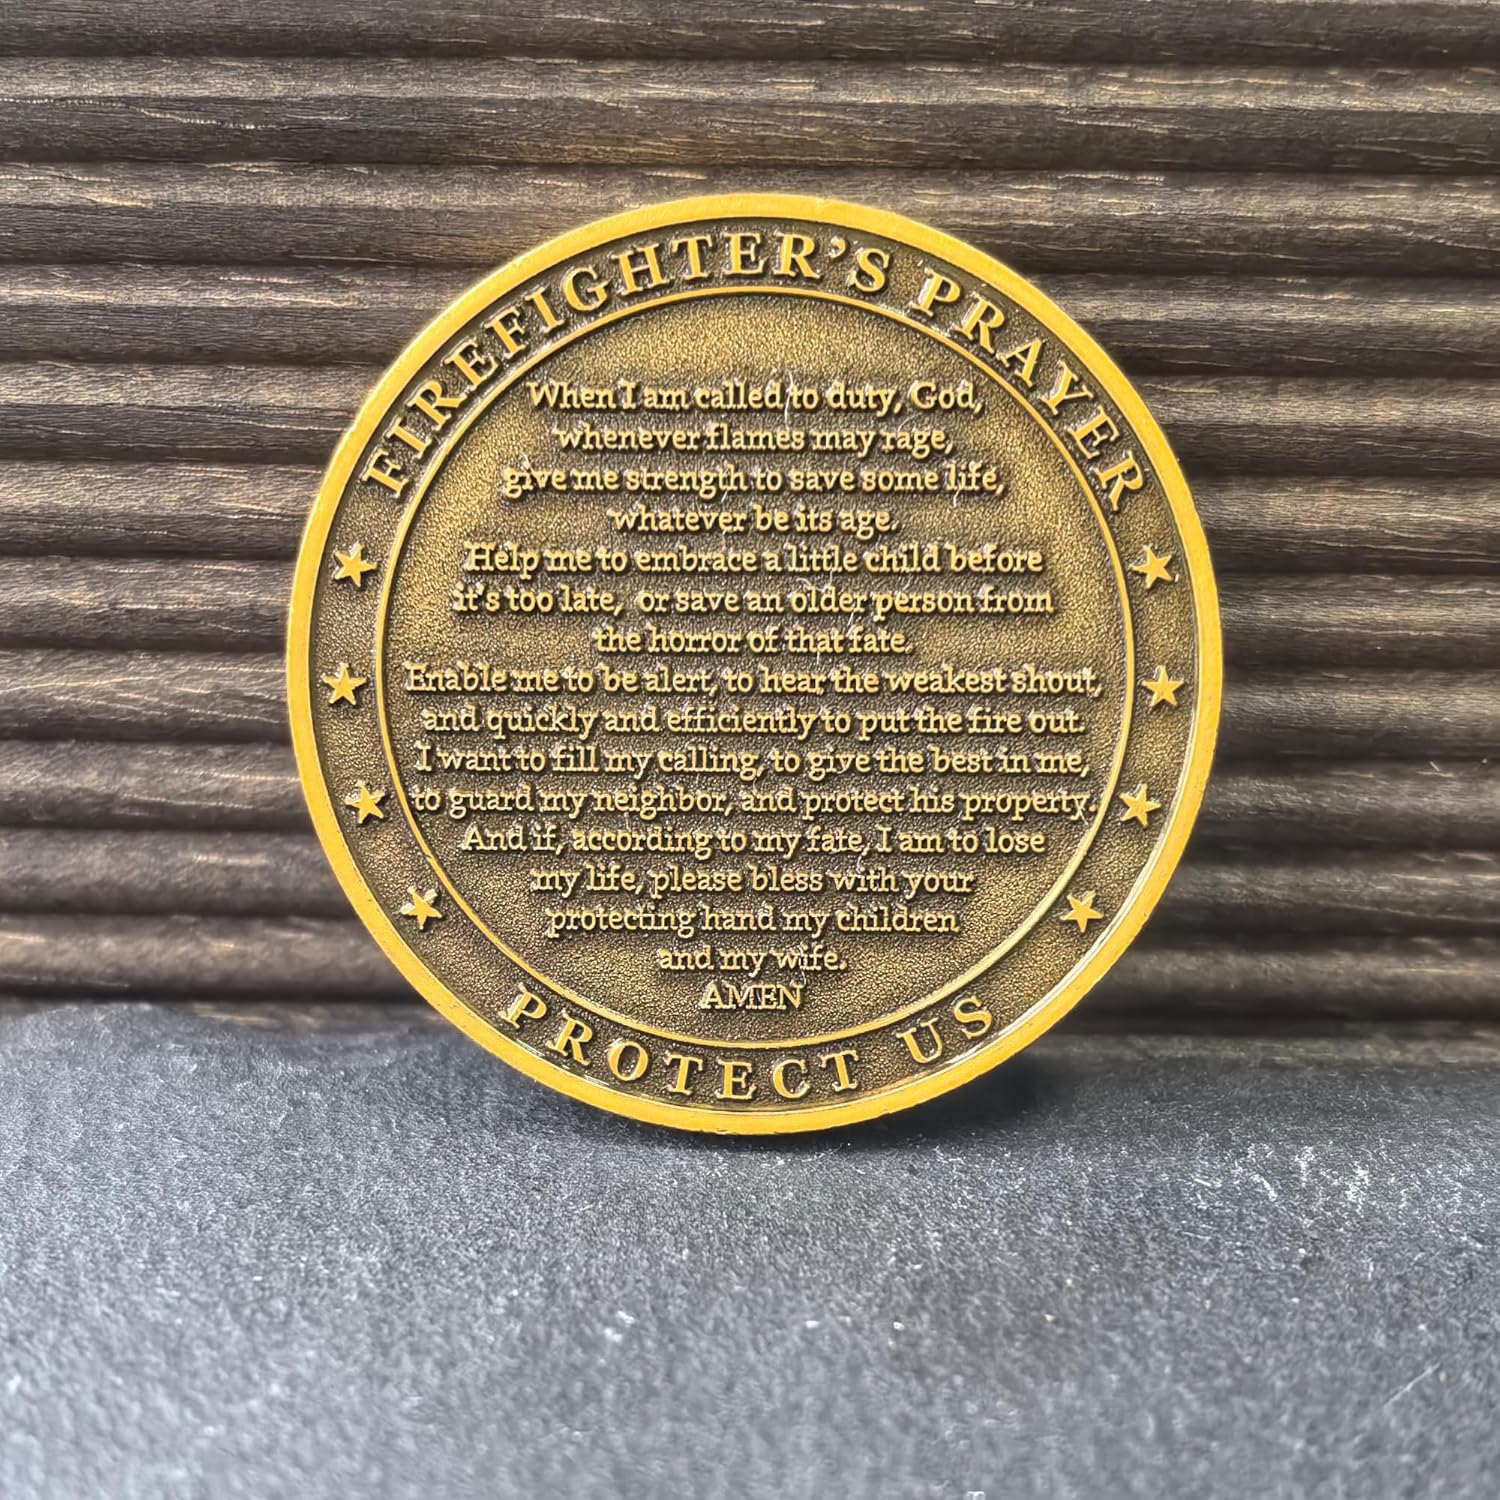 FIREFIGHTER'S PRAYER
When I am called to duty, God,
whenever flames may rage,
give me strength to save some life,
whatever be its age.
Help me to embrace a little child before
it's too late, or save an older person from
the horror of that fate.
Enable me to be alert, to hear the weakest shout,
and quickly and efficiently to put the fire out.
I want to fill my calling, to give the best in me,
to guard my neighbor, and protect his property.
And if, according to my fate, I am to lose
my life, please bless with your
protecting hand my children
and my wife.
AMEN
PROTECT US